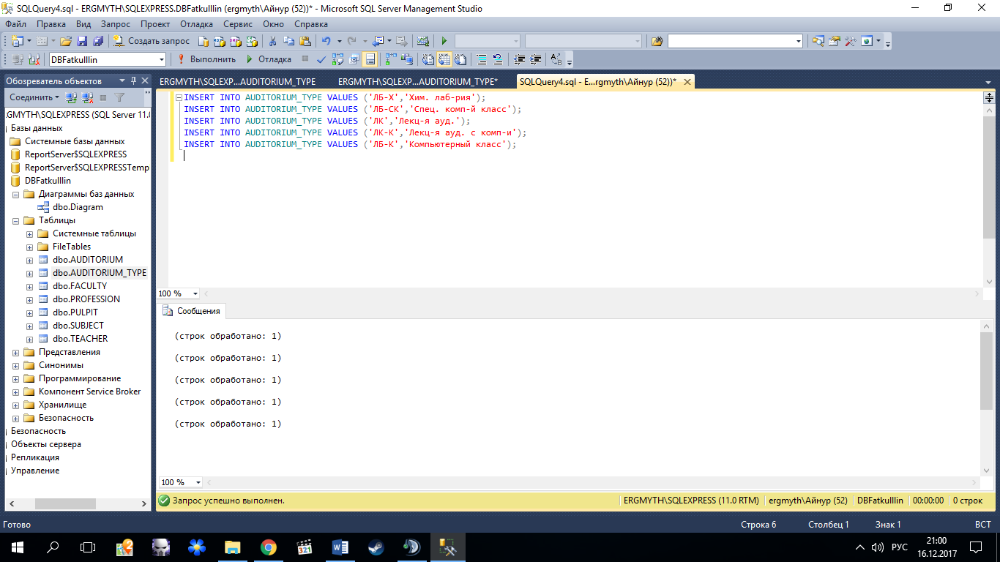 SQLQuery4.sql - ERGMYTH\SQLEXPRESS.DBFatkulllin (ergmyth\Айнур (52))* - Microsoft SQL Server Management Studio
Файл Правка Вид Запрос Проект Отладка Сервис Окно Справка
Создать запрос
DBFatkulllin Выполнить Отладка
Обозреватель объектов
Соединить
.GMYTH\SQLEXPRESS (SQL Server 11.0
Базы данных
Системные базы данных
ReportServer$SQLEXPRESS
ReportServer$SQLEXPRESSTemp
DBFatkulllin
Диаграммы баз данных
dbo.Diagram
Таблицы
Системные таблицы
FileTables
dbo.AUDITORIUM
dbo.AUDITORIUM_TYPE
dbo.FACULTY
dbo.PROFESSION
dbo.PULPIT
dbo.SUBJECT
dbo.TEACHER
Представления
Синонимы
Программирование
Компонент Service Broker
Хранилище
Безопасность
Безопасность
Объекты сервера
Репликация
Управление
ERGMYTH\SQLEXP...AUDITORIUM_TYPE ERGMYTH\SQLEXP...AUDITORIUM_TYPE* SQLQuery4.sql - E...rgmyth\Айнур (52))*
INSERT INTO AUDITORIUM_TYPE VALUES ('ЛБ-Х','Хим. лаб-рия');
INSERT INTO AUDITORIUM_TYPE VALUES ('ЛБ-СК','Спец. комп-й класс');
INSERT INTO AUDITORIUM_TYPE VALUES ('ЛК','Лекц-я ауд.');
INSERT INTO AUDITORIUM_TYPE VALUES ('ЛК-К','Лекц-я ауд. с комп-и');
INSERT INTO AUDITORIUM_TYPE VALUES ('ЛБ-К','Компьютерный класс');
100 %
Сообщения
(строк обработано: 1)
(строк обработано: 1)
(строк обработано: 1)
(строк обработано: 1)
(строк обработано: 1)
100 %
Запрос успешно выполнен. ERGMYTH\SQLEXPRESS (11.0 RTM) ergmyth\Айнур (52) DBFatkulllin 00:00:00 0 строк
Готово Строка 6 Столбец 1 Знак 1 ВСТ
321
РУС
21:00
16.12.2017